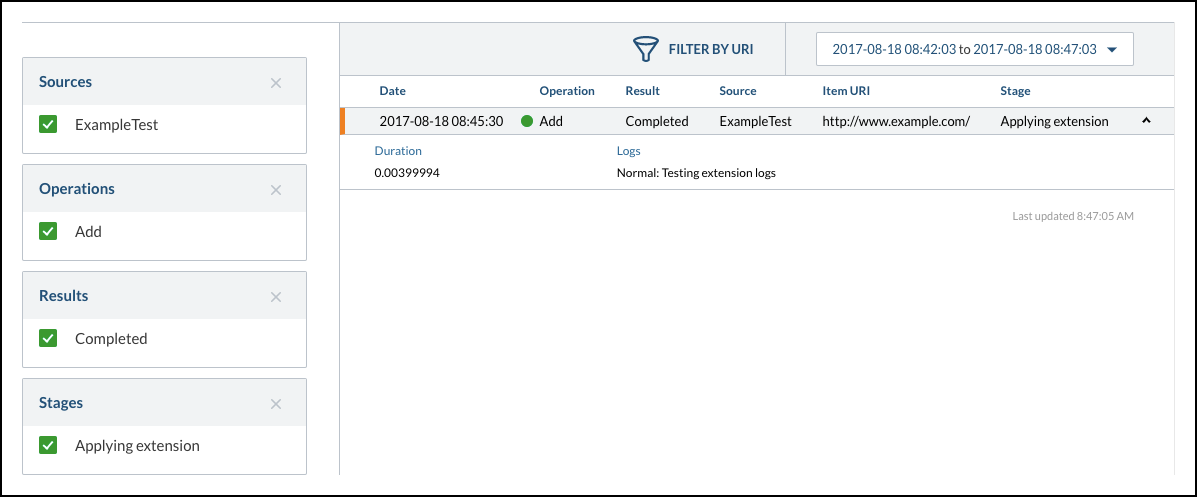 Sources
ExampleTest
Operations
Add
Results
Completed
Stages
Applying extension
FILTER BY URI
2017-08-18 08:42:03 to 2017-08-18 08:47:03
Date Operation Result Source Item URI Stage
2017-08-18 08:45:30 Add Completed ExampleTest http://www.example.com/ Applying extension
Duration Logs
0.00399994 Normal: Testing extension logs
Last updated 8:47:05 AM